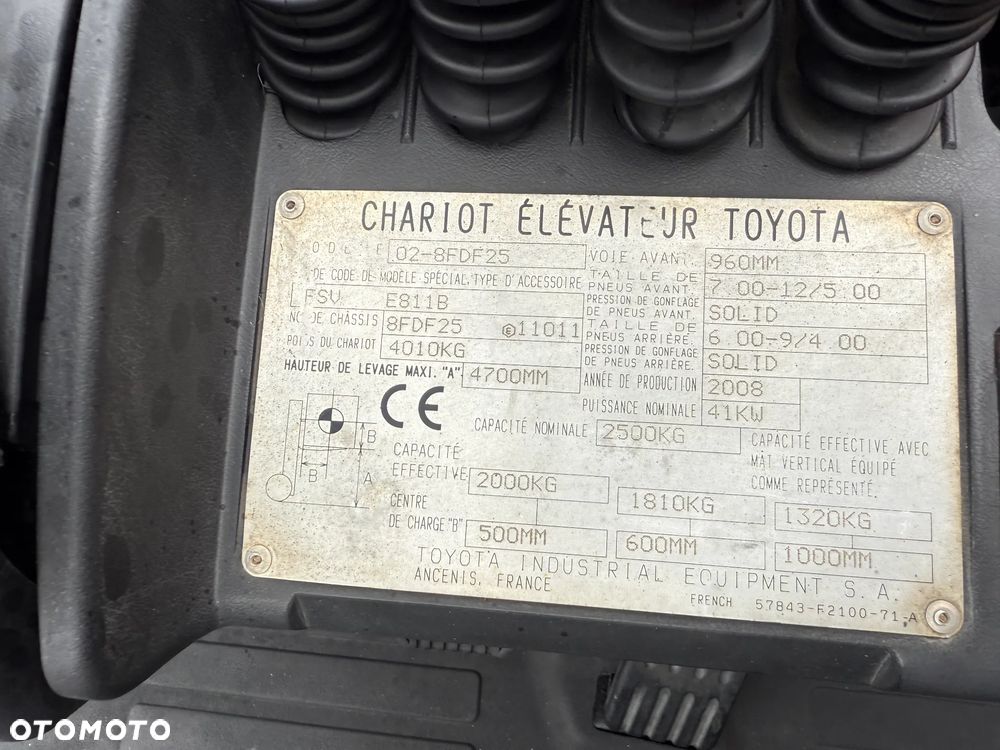 CHARIOT ÉLÉVATEUR TOYOTA
02-8FDF25
VOIE AVANT. 960MM
DE CODE DE MODÈLE SPÉCIAL TYPE D'ACCESSOIRE
TAILLE DE PNEUS AVANT. 7.00-12/5.00
LFSV E811B
PRESSION DE GONFLAGE DE PNEUS AVANT. SOLID
NO DE CHÂSSIS 8FDF25 E11011
TAILLE DE PNEUS ARRIÈRE. 6.00-9/4.00
POIDS DU CHARIOT 4010KG
PRESSION DE GONFLAGE DE PNEUS ARRIÈRE. SOLID
HAUTEUR DE LEVAGE MAXI. "A" 4700MM
ANNÉE DE PRODUCTION 2008
PUISSANCE NOMINALE 41KW
CE
CAPACITÉ NOMINALE 2500KG
CAPACITÉ EFFECTIVE AVEC
MÂT VERTICAL ÉQUIPÉ
COMME REPRÉSENTÉ.
B
B
A
CAPACITÉ
EFFECTIVE 2000KG 1810KG 1320KG
CENTRE
DE CHARGE "B" 500MM 600MM 1000MM
TOYOTA INDUSTRIAL EQUIPMENT S.A.
ANCENIS, FRANCE
FRENCH 57843-F2100-71-A
OTOMOTO